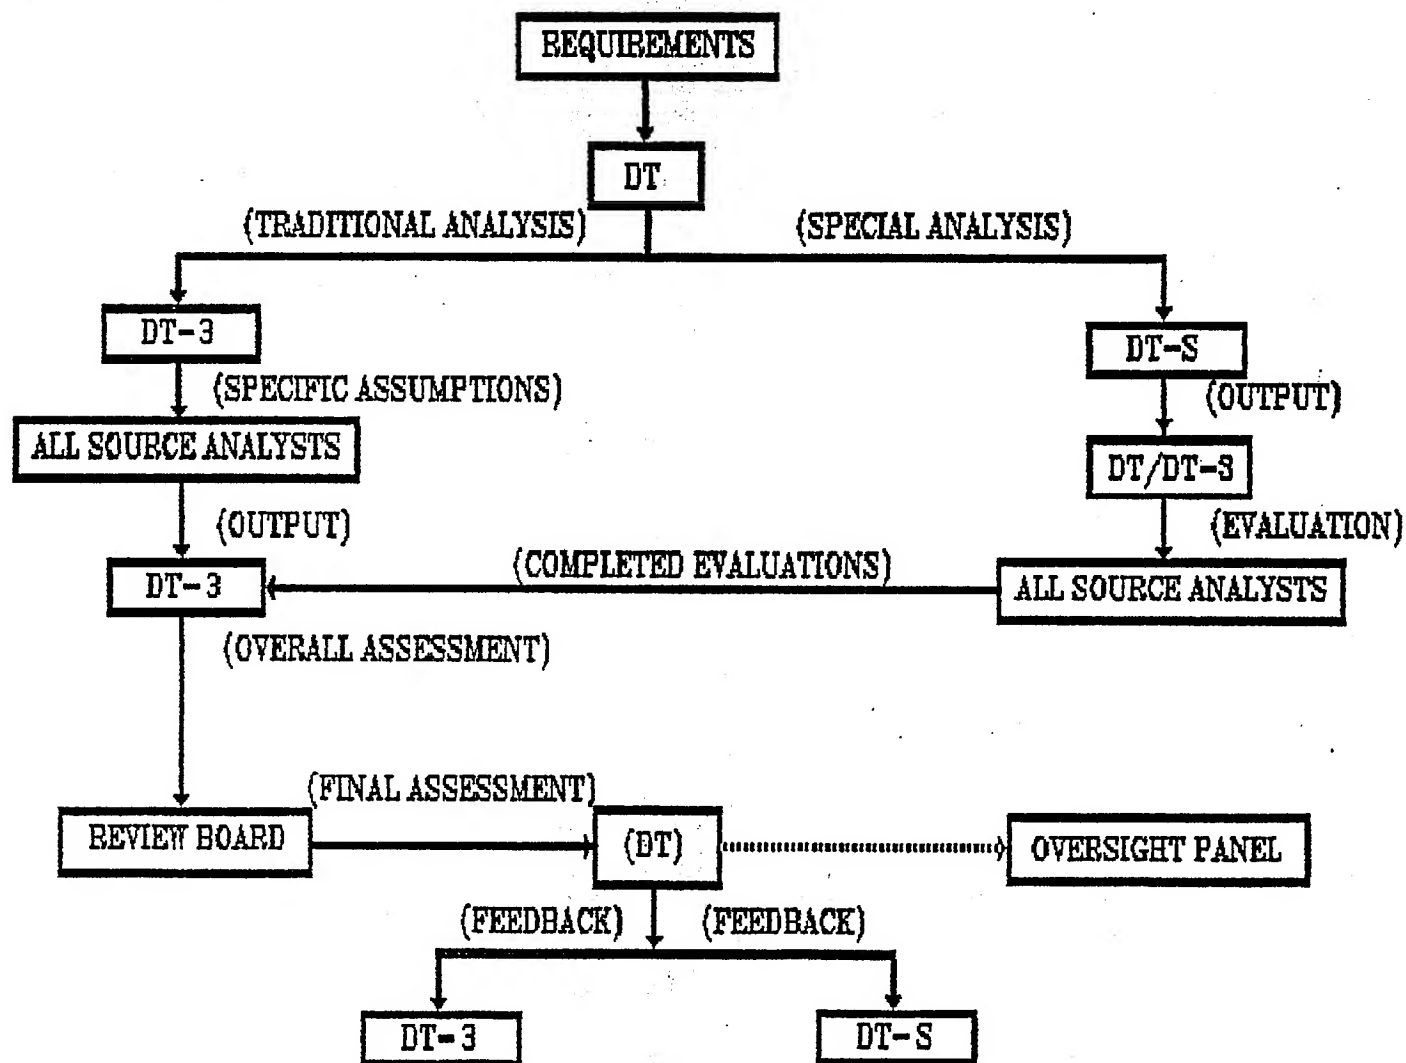 REQUIREMENTS
DT
(TRADITIONAL ANALYSIS)
(SPECIAL ANALYSIS)
DT-3
DT-S
(SPECIFIC ASSUMPTIONS)
(OUTPUT)
ALL SOURCE ANALYSTS
DT/DT-3
(OUTPUT)
(EVALUATION)
(COMPLETED EVALUATIONS)
DT-3
ALL SOURCE ANALYSTS
(OVERALL ASSESSMENT)
(FINAL ASSESSMENT)
REVIEW BOARD
(DT)
OVERSIGHT PANEL
(FEEDBACK)
(FEEDBACK)
DT-3
DT-S